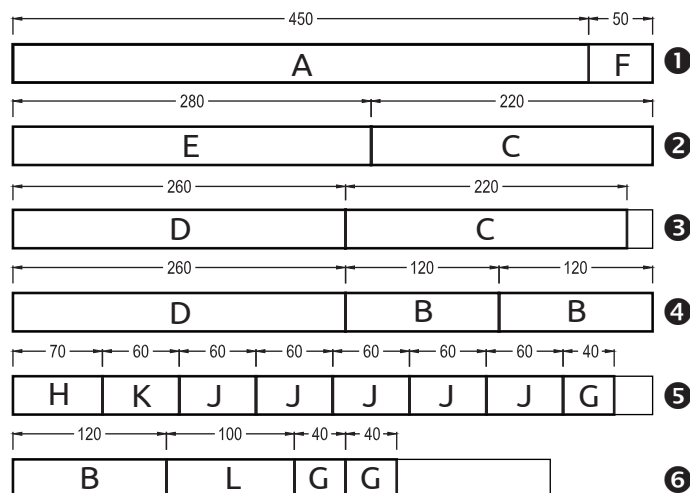 450 50
A F ❶
280 220
E C ❷
260 220
D C ❸
260 120 120
D B B ❹
70 60 60 60 60 60 60 40
H K J J J J J G ❺
120 100 40 40
B L G G ❻